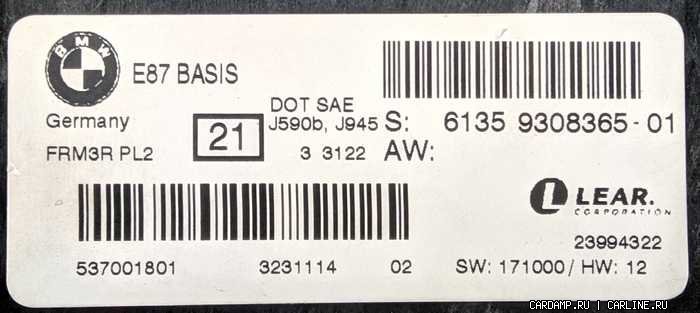 BMW
E87 BASIS
Germany
FRM3R PL2
21
DOT SAE
J590b, J945
3 3122
S: 6135 9308365-01
AW:
LEAR.
CORPORATION
23994322
537001801 3231114 02
SW: 171000/ HW: 12
CARDAMP.RU | CARLINE.RU